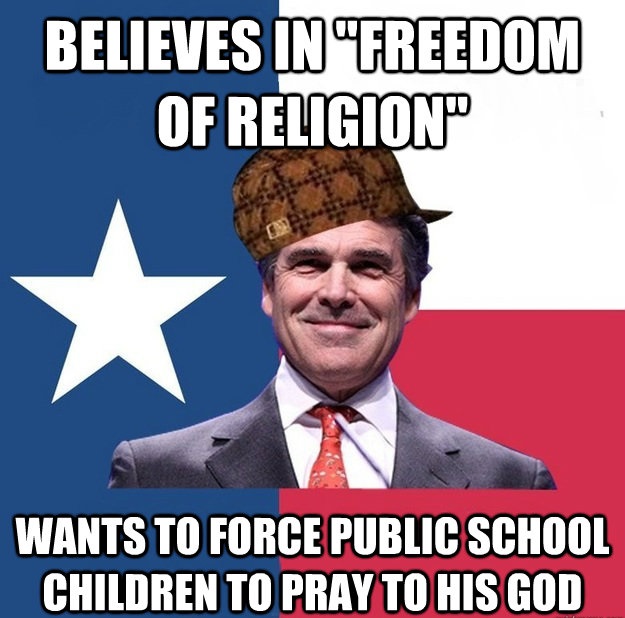 BELIEVES IN "FREEDOM
OF RELIGION"
WANTS TO FORCE PUBLIC SCHOOL
CHILDREN TO PRAY TO HIS GOD